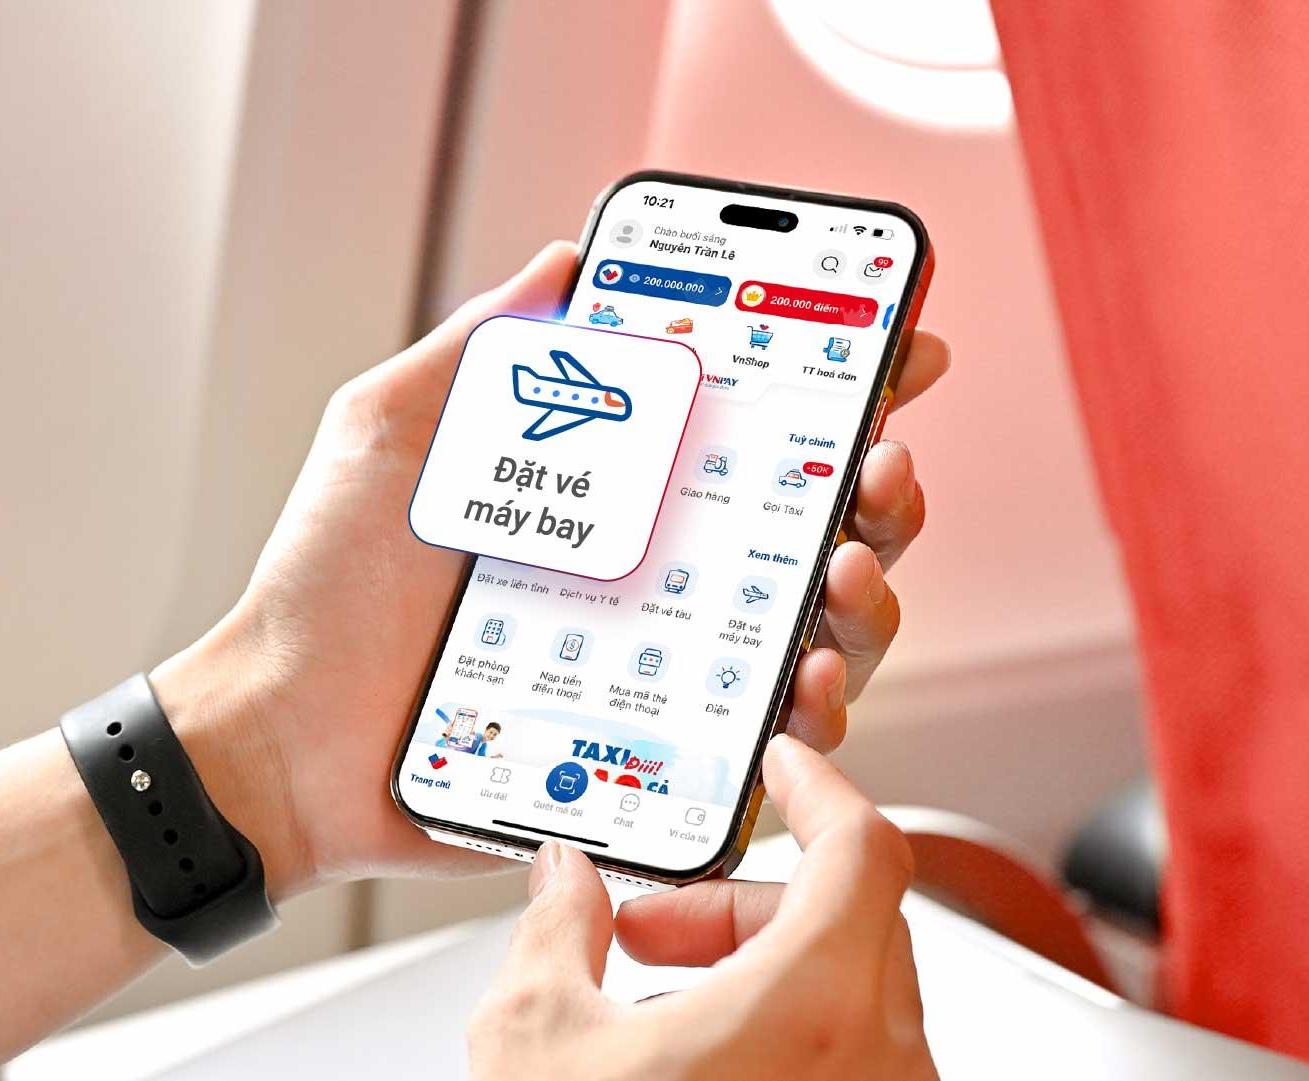 10:21
Chào buổi sáng
Nguyễn Trần Lê
99
200.000.000
200.000 điểm
VnShop
TT hoá đơn
VNPAY
Tuỳ chỉnh
-50K
Giao hàng
Gọi Taxi
Đặt vé
máy bay
Xem thêm
Đặt xe liên tỉnh
Dịch vụ Y tế
Đặt vé tàu
Đặt vé
máy bay
Đặt phòng
khách sạn
Nạp tiền
điện thoại
Mua mã thẻ
điện thoại
Điện
TAXI Điii!
CẢ
Trang chủ
Ưu đãi
Quét mã QR
Chat
Ví của tôi